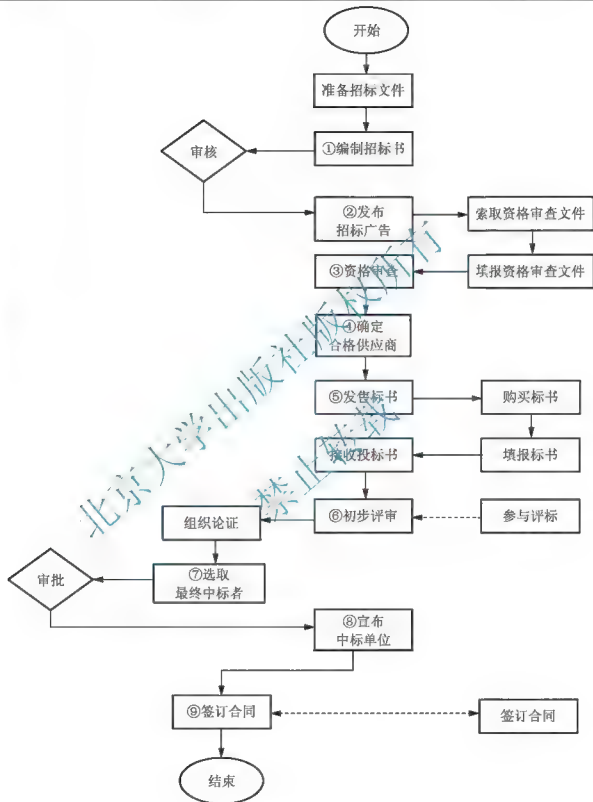 开始
准备招标文件
①编制招标书
审核
②发布
招标广告
索取资格审查文件
填报资格审查文件
③资格审查
④确定
合格供应商
⑤发售标书
购买标书
填报标书
接收投标书
⑥初步评审
参与评标
组织论证
⑦选取
最终中标者
审批
⑧宣布
中标单位
⑨签订合同
签订合同
结束
北京大学出版社版权所有
禁止转载